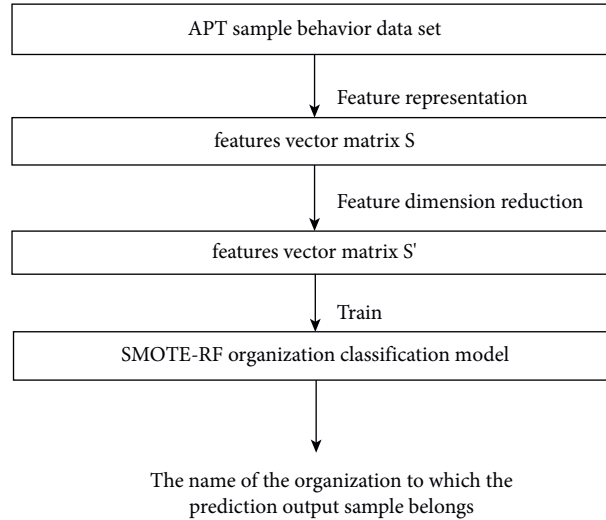 APT sample behavior data set
Feature representation
features vector matrix S
Feature dimension reduction
features vector matrix S'
Train
SMOTE-RF organization classification model
The name of the organization to which the
prediction output sample belongs